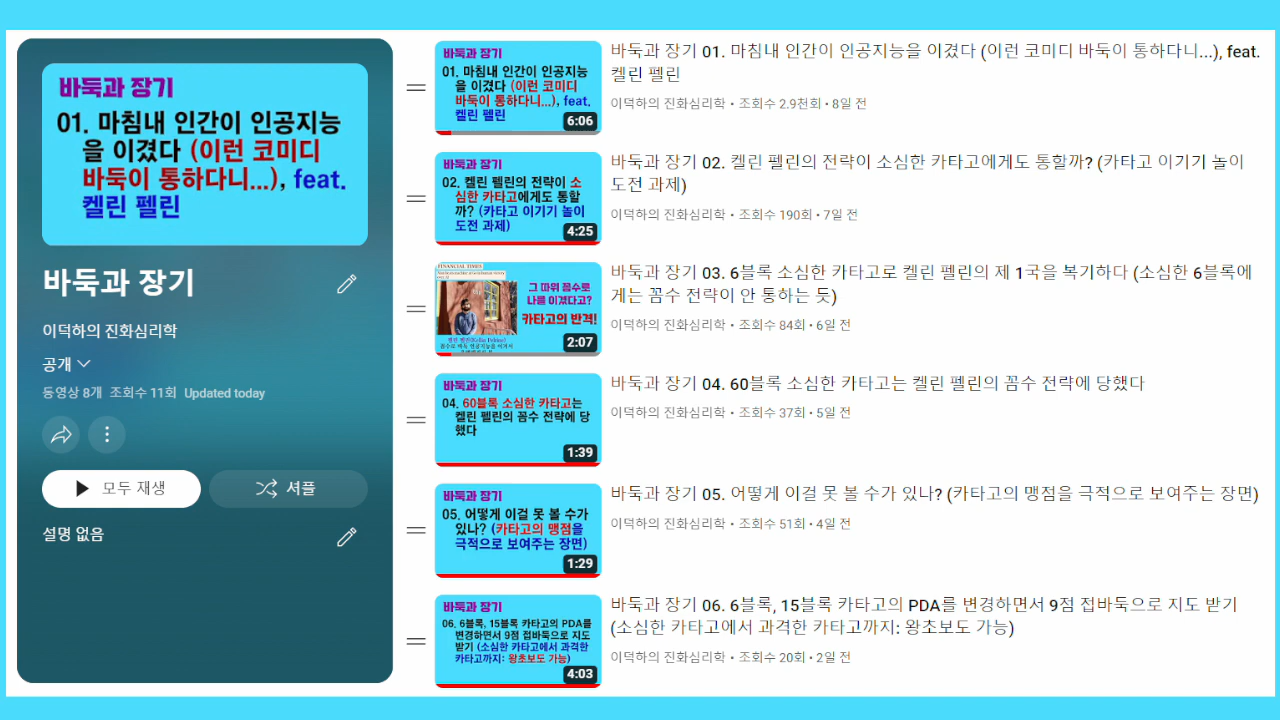 바둑과 장기
01. 마침내 인간이 인공지능
을 이겼다 (이런 코미디
바둑이 통하다니...), feat.
켈린 펠린
바둑과 장기
이덕하의 진화심리학
공개
동영상 8개 조회수 11회 Updated today
모두 재생
셔플
설명 없음
바둑과 장기
01. 마침내 인간이 인공지능
을 이겼다 (이런 코미디
바둑이 통하다니...), feat.
켈린 펠린
6:06
바둑과 장기 01. 마침내 인간이 인공지능을 이겼다 (이런 코미디 바둑이 통하다니...), feat.
켈린 펠린
이덕하의 진화심리학 • 조회수 2.9천회 • 8일 전
바둑과 장기
02. 켈린 펠린의 전략이 소
심한 카타고에게도 통할
까? (카타고 이기기 놀이
도전 과제)
4:25
바둑과 장기 02. 켈린 펠린의 전략이 소심한 카타고에게도 통할까? (카타고 이기기 놀이
도전 과제)
이덕하의 진화심리학 • 조회수 190회 • 7일 전
FINANCIAL TIMES
그 따위 꼼수로
나를 이겼다고?
카타고의 반격!
켈린 펠린(Kellin Pelrine)
2:07
바둑과 장기 03. 6블록 소심한 카타고로 켈린 펠린의 제 1국을 복기하다 (소심한 6블록에
게는 꼼수 전략이 안 통하는 듯)
이덕하의 진화심리학 • 조회수 84회 • 6일 전
바둑과 장기
04. 60블록 소심한 카타고는
켈린 펠린의 꼼수 전략에 당
했다
1:39
바둑과 장기 04. 60블록 소심한 카타고는 켈린 펠린의 꼼수 전략에 당했다
이덕하의 진화심리학 • 조회수 37회 • 5일 전
바둑과 장기
05. 어떻게 이걸 못 볼 수가
있나? (카타고의 맹점을
극적으로 보여주는 장면)
1:29
바둑과 장기 05. 어떻게 이걸 못 볼 수가 있나? (카타고의 맹점을 극적으로 보여주는 장면)
이덕하의 진화심리학 • 조회수 51회 • 4일 전
바둑과 장기
06. 6블록, 15블록 카타고의 PDA를
변경하면서 9점 접바둑으로 지도
받기 (소심한 카타고에서 과격한
카타고까지: 왕초보도 가능)
4:03
바둑과 장기 06. 6블록, 15블록 카타고의 PDA를 변경하면서 9점 접바둑으로 지도 받기
(소심한 카타고에서 과격한 카타고까지: 왕초보도 가능)
이덕하의 진화심리학 • 조회수 20회 • 2일 전